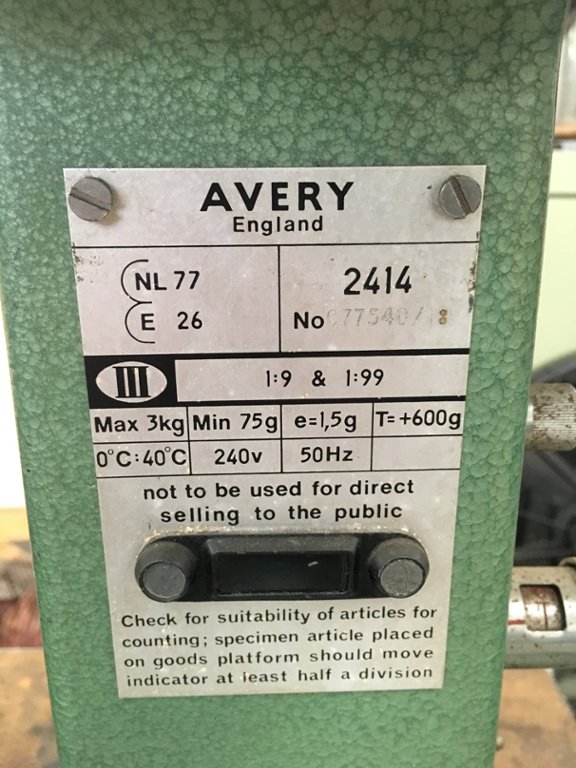 AVERY
England
NL 77
E 26
2414
No 
III
1:9 & 1:99
Max 3kg Min 75g e=1,5g T=+600g
0°C:40°C 240v 50Hz
not to be used for direct
selling to the public
Check for suitability of articles for
counting; specimen article placed
on goods platform should move
indicator at least half a division